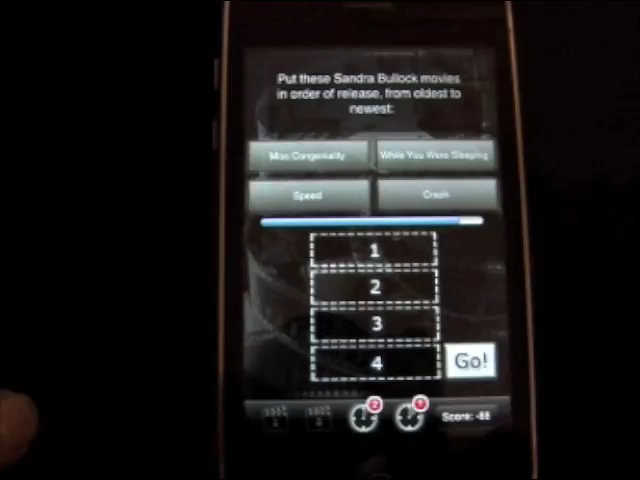 Put these Sandra Bullock movies
in order of release, from oldest to
newest:
Miss Congeniality
While You Were Sleeping
Speed
Crash
1
2
3
4
Go!
2
Score: -88